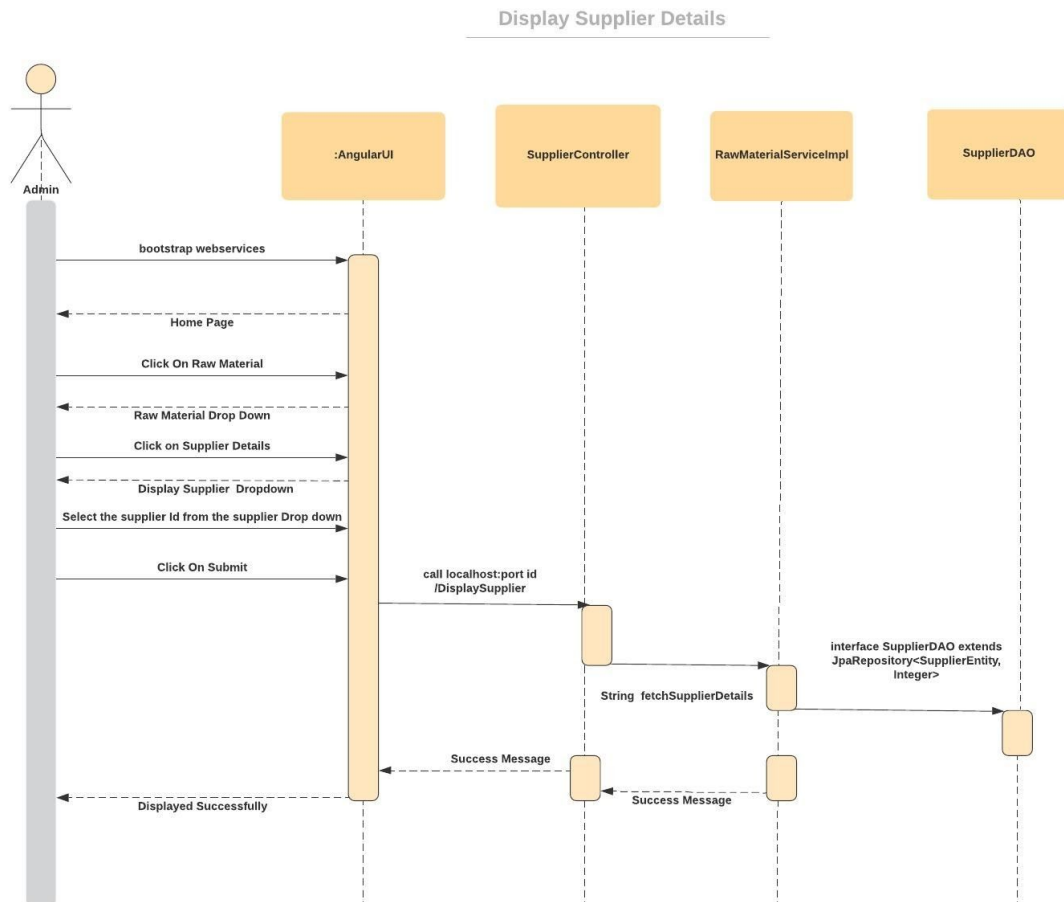 Display Supplier Details
Admin
:AngularUI
SupplierController
RawMaterialServiceImpl
SupplierDAO
bootstrap webservices
Home Page
Click On Raw Material
Raw Material Drop Down
Click on Supplier Details
Display Supplier Dropdown
Select the supplier Id from the supplier Drop down
Click On Submit
call localhost:port id
/DisplaySupplier
interface SupplierDAO extends
JpaRepository<SupplierEntity,
Integer>
String fetchSupplierDetails
Success Message
Success Message
Displayed Successfully